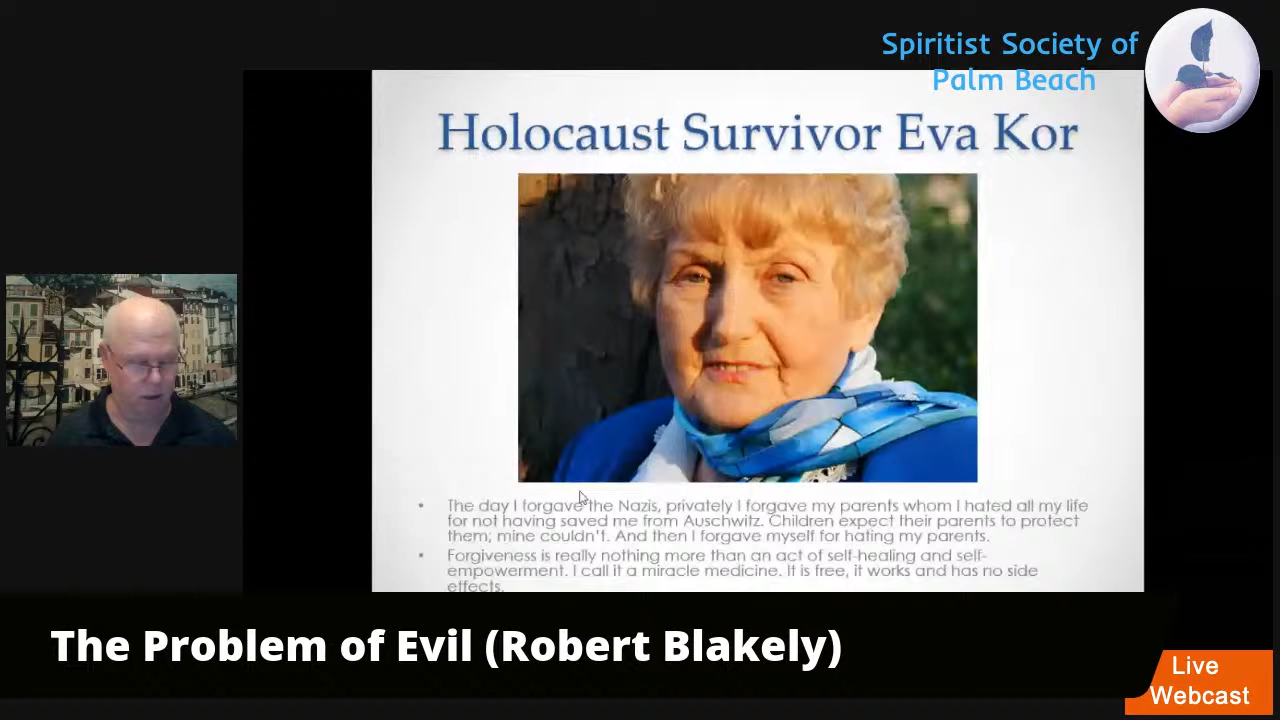 Spiritist Society of
Palm Beach
Holocaust Survivor Eva Kor
• The day I forgave the Nazis, privately I forgave my parents whom I hated all my life
for not having saved me from Auschwitz. Children expect their parents to protect
them; mine couldn't. And then I forgave myself for hating my parents.
• Forgiveness is really nothing more than an act of self-healing and self-
empowerment. I call it a miracle medicine. It is free, it works and has no side
effects.
The Problem of Evil (Robert Blakely)
Live
Webcast